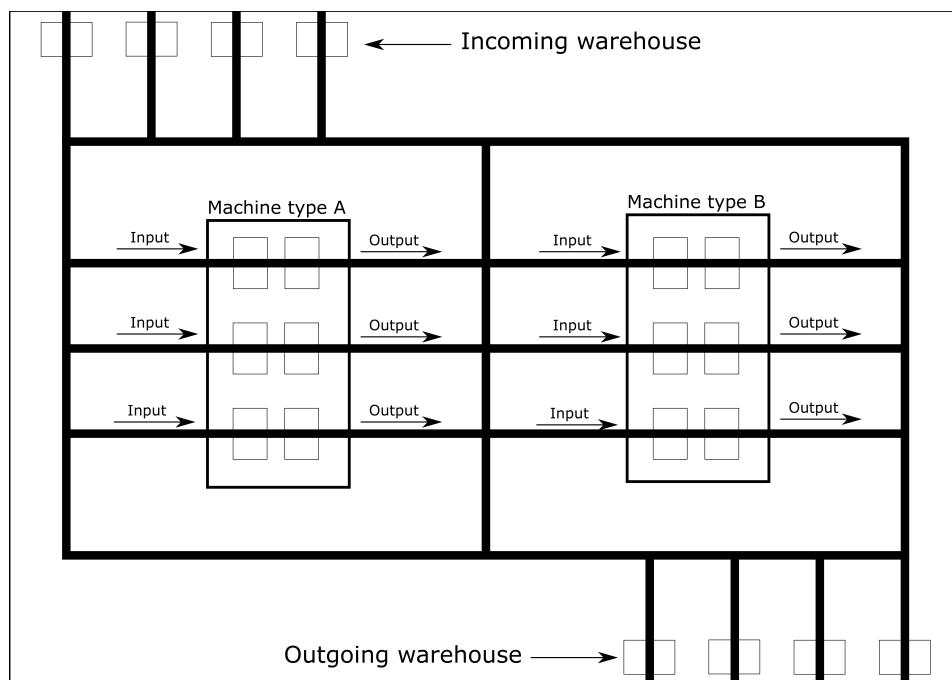 Incoming warehouse
Machine type A
Machine type B
Input
Output
Input
Output
Input
Output
Input
Output
Input
Output
Input
Output
Outgoing warehouse